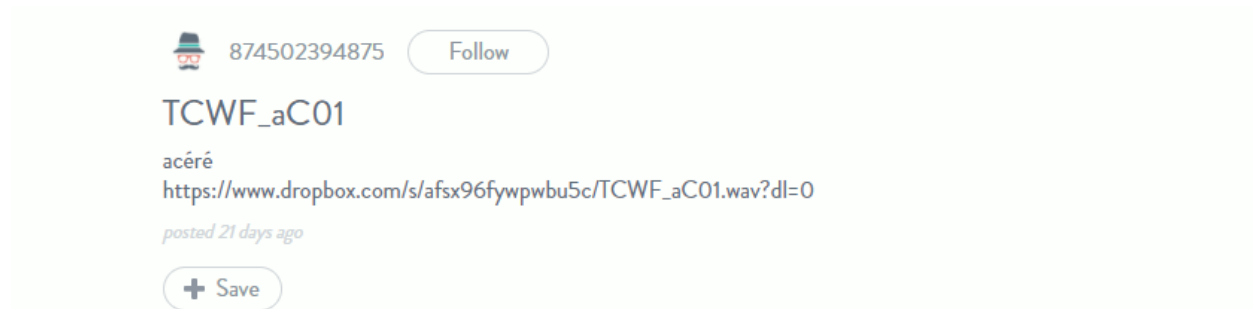 874502394875 Follow
TCWF_aC01
acéré
https://www.dropbox.com/s/afsx96fywpwbu5c/TCWF_aC01.wav?dl=0
posted 21 days ago
Save